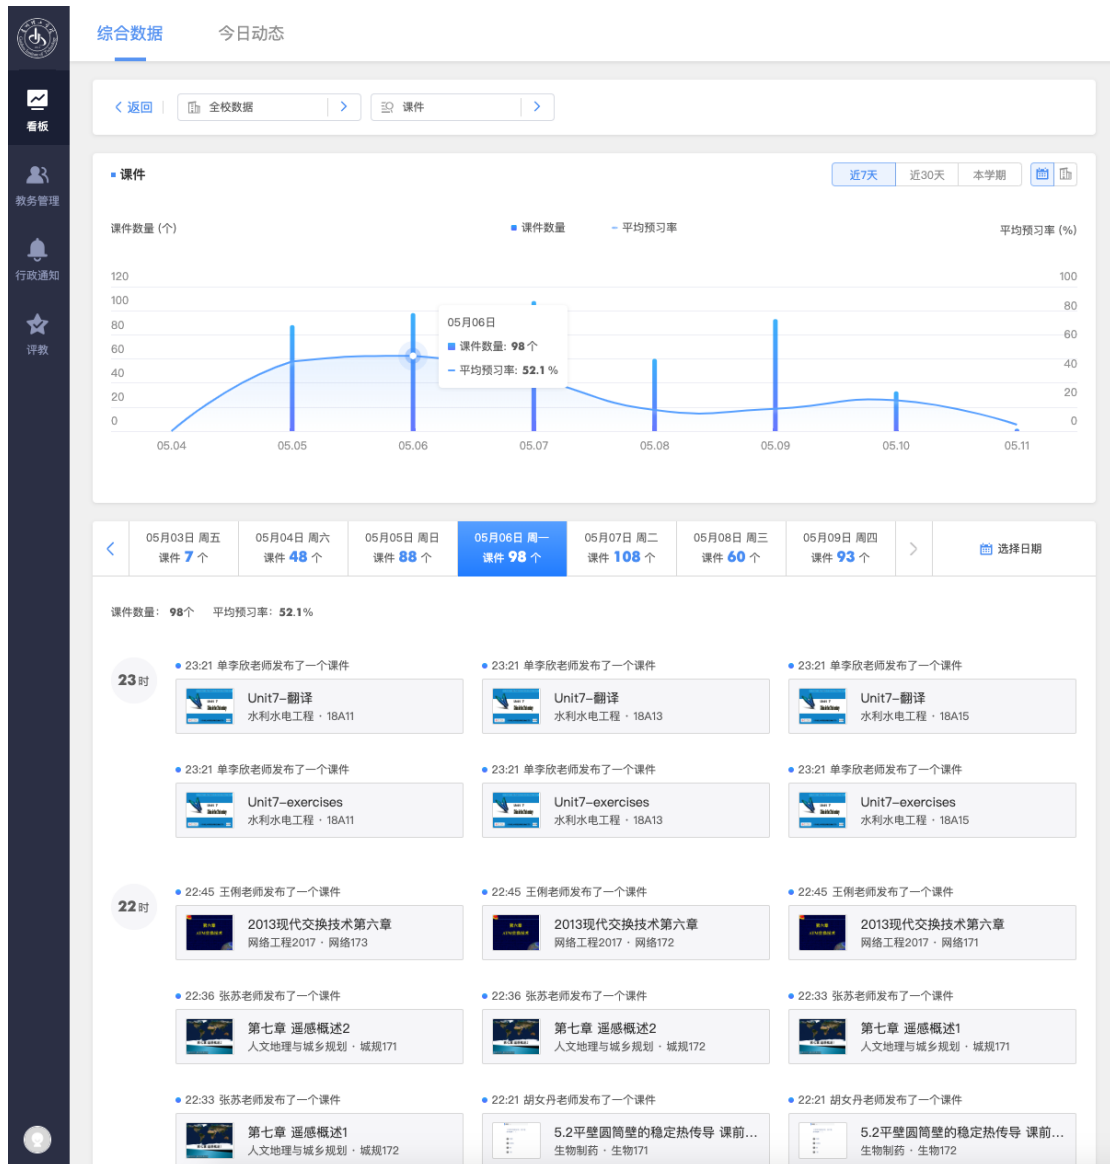 综合数据
今日动态
看板
教务管理
行政通知
评教
返回
全校数据
课件
课件
近7天
近30天
本学期
课件数量 (个)
课件数量
平均预习率
平均预习率 (%)
120
100
80
60
40
20
0
100
80
60
40
20
0
05月06日
课件数量: 98 个
平均预习率: 52.1 %
05.04
05.05
05.06
05.07
05.08
05.09
05.10
05.11
05月03日 周五
课件 7 个
05月04日 周六
课件 48 个
05月05日 周日
课件 88 个
05月06日 周一
课件 98 个
05月07日 周二
课件 108 个
05月08日 周三
课件 60 个
05月09日 周四
课件 93 个
选择日期
课件数量: 98个 平均预习率: 52.1%
23时
23:21 单李欣老师发布了一个课件
Unit7-翻译
水利水电工程 · 18A11
23:21 单李欣老师发布了一个课件
Unit7-翻译
水利水电工程 · 18A13
23:21 单李欣老师发布了一个课件
Unit7-翻译
水利水电工程 · 18A15
23:21 单李欣老师发布了一个课件
Unit7-exercises
水利水电工程 · 18A11
23:21 单李欣老师发布了一个课件
Unit7-exercises
水利水电工程 · 18A13
23:21 单李欣老师发布了一个课件
Unit7-exercises
水利水电工程 · 18A15
22时
22:45 王俐老师发布了一个课件
2013现代交换技术第六章
网络工程2017 · 网络173
22:45 王俐老师发布了一个课件
2013现代交换技术第六章
网络工程2017 · 网络172
22:45 王俐老师发布了一个课件
2013现代交换技术第六章
网络工程2017 · 网络171
22:36 张苏老师发布了一个课件
第七章 遥感概述2
人文地理与城乡规划 · 城规171
22:36 张苏老师发布了一个课件
第七章 遥感概述2
人文地理与城乡规划 · 城规172
22:33 张苏老师发布了一个课件
第七章 遥感概述1
人文地理与城乡规划 · 城规171
22:33 张苏老师发布了一个课件
第七章 遥感概述1
人文地理与城乡规划 · 城规172
22:21 胡女丹老师发布了一个课件
5.2平壁圆筒壁的稳定热传导 课前...
生物制药 · 生物171
22:21 胡女丹老师发布了一个课件
5.2平壁圆筒壁的稳定热传导 课前...
生物制药 · 生物172